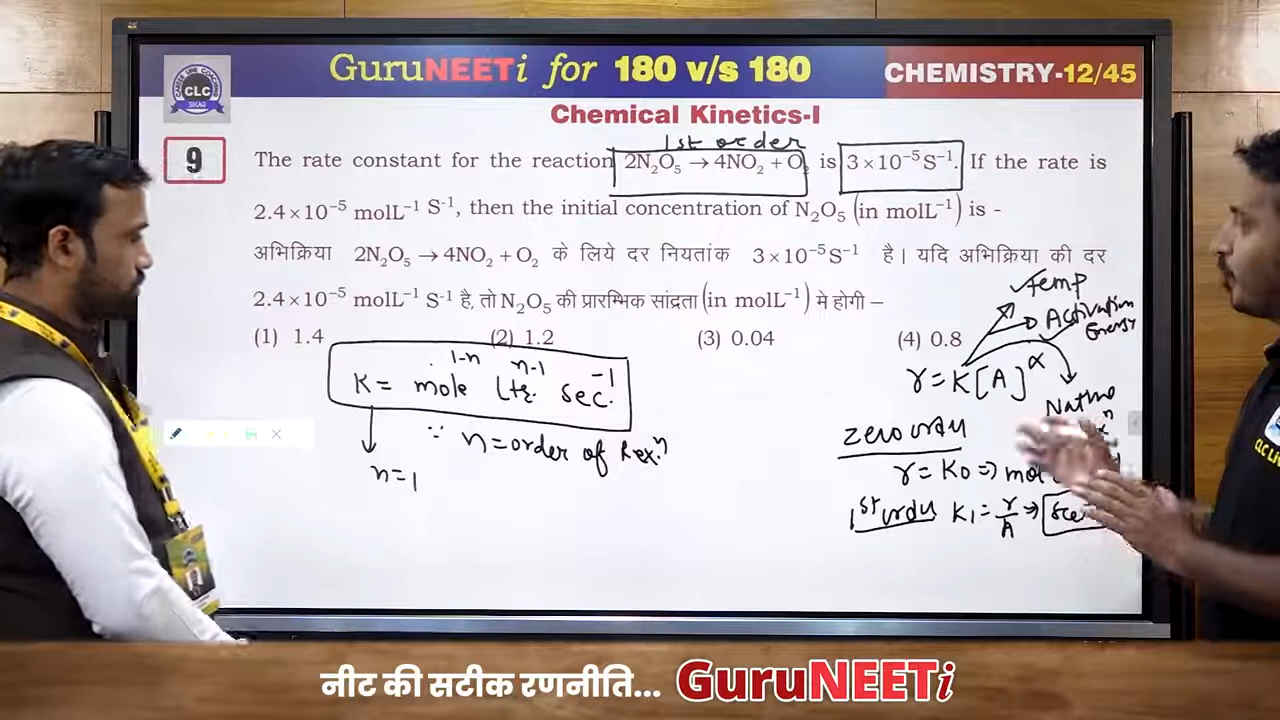 GuruNEETi for 180 v/s 180
CHEMISTRY-12/45
CAREER LINE COACHING
CLC
SIKAR
Chemical Kinetics-I
1st order
9
The rate constant for the reaction 2N₂O₅ → 4NO₂ + O₂ is 3×10⁻⁵S⁻¹. If the rate is
2.4×10⁻⁵ molL⁻¹ S⁻¹, then the initial concentration of N₂O₅ (in molL⁻¹) is -
अभिक्रिया 2N₂O₅ → 4NO₂ + O₂ के लिये दर नियतांक 3×10⁻⁵S⁻¹ है। यदि अभिक्रिया की दर
2.4×10⁻⁵ molL⁻¹ S⁻¹ है, तो N₂O₅ की प्रारम्भिक सांद्रता (in molL⁻¹) मे होगी –
(1) 1.4 (2) 1.2 (3) 0.04 (4) 0.8
Temp
Activation
Energy
K = mole¹⁻ⁿ Ltr.ⁿ⁻¹ sec.⁻¹
∵ n = order of Rexⁿ
n=1
r = K[A]^α
zero order
r = K₀ ⇒
1st order K₁ = r/A ⇒
नीट की सटीक रणनीति... GuruNEETi